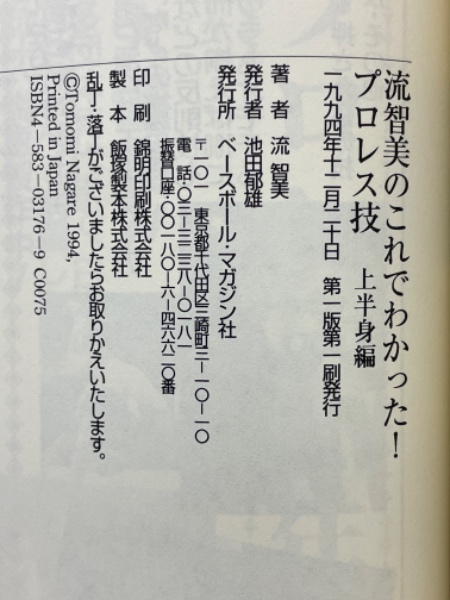 流智美のこれでわかった!
プロレス技 上半身編
一九九四年十二月二十日 第一版第一刷発行
著者 流 智美
発行者 池田郁雄
発行所 ベースボール・マガジン社
〒一〇一 東京都千代田区三崎町三―一〇―一〇
電話・〇三―三二三八―〇一八一
振替口座・〇〇一八〇―六―四六六二〇番
印刷 錦明印刷株式会社
製本 飯塚製本株式会社
乱丁・落丁がございましたらお取りかえいたします。
©Tomomi Nagare 1994,
Printed in Japan
ISBN4-583-03176-9 C0075